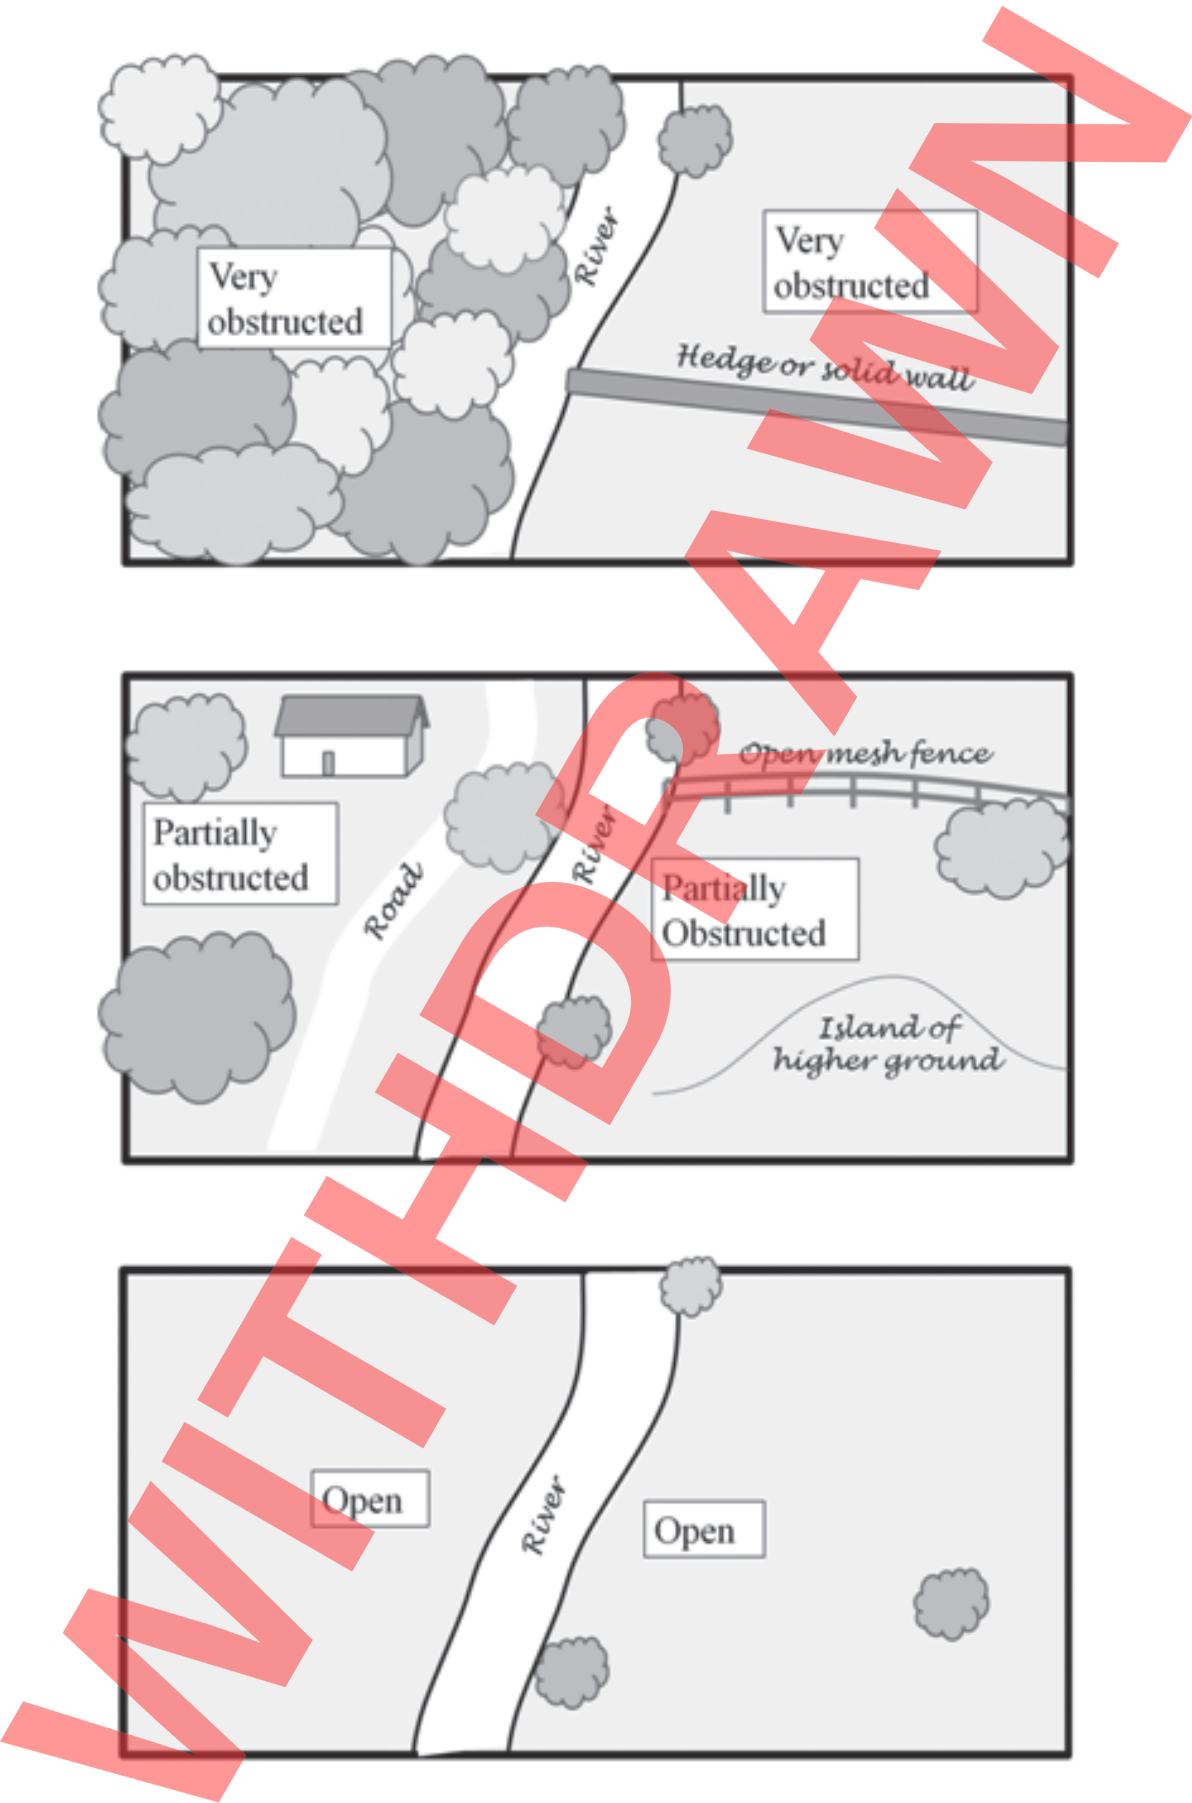 Very
obstructed
River
Very
obstructed
Hedge or solid wall
Open mesh fence
Partially
obstructed
Road
River
Partially
Obstructed
Island of
higher ground
Open
River
Open
WITHDRAWN